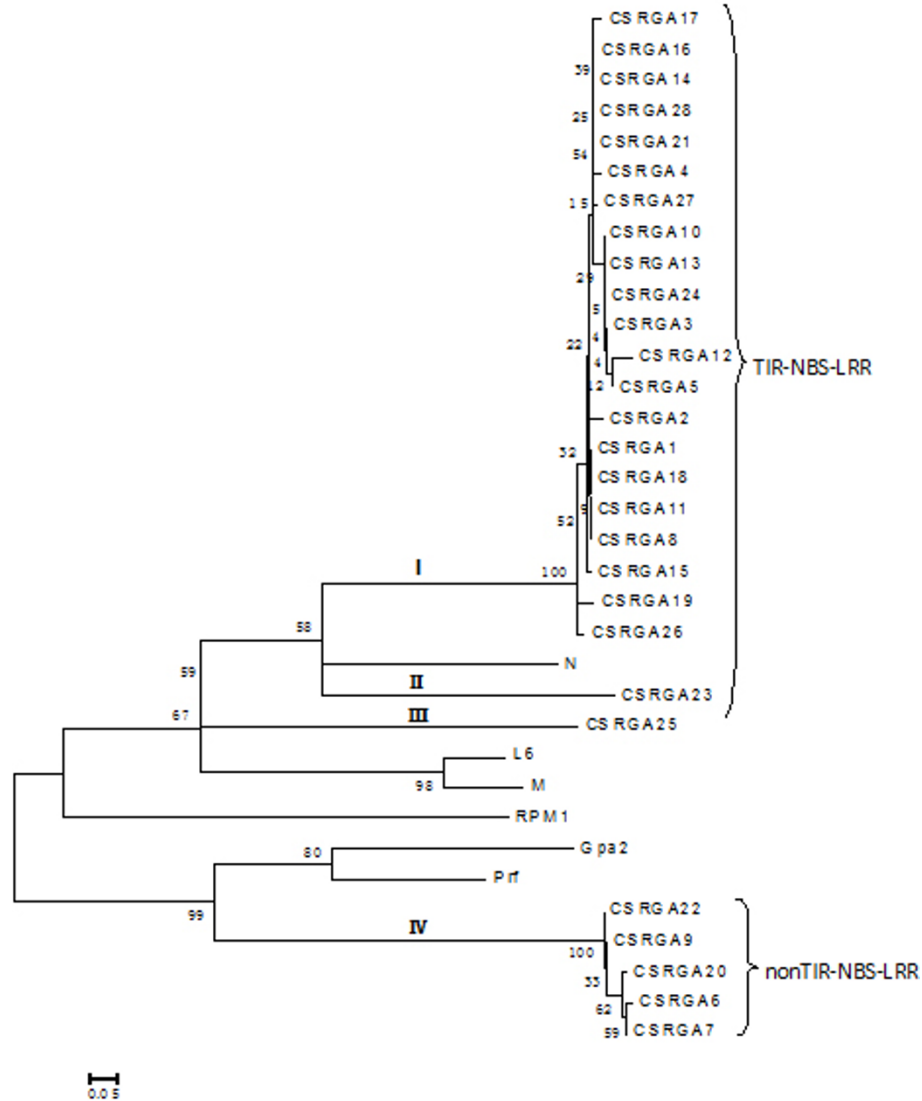 CSRGA17
CSRGA16
39
CSRGA14
25
CSRGA28
CSRGA21
54
CSRGA4
15
CSRGA27
CSRGA10
CSRGA13
29
CSRGA24
5
CSRGA3
4
22
CSRGA12
4
TIR-NBS-LRR
12
CSRGA5
CSRGA2
32
CSRGA1
CSRGA18
9
CSRGA11
52
CSRGA8
I
100
CSRGA15
CSRGA19
58
CSRGA26
N
59
II
CSRGA23
67
III
CSRGA25
L6
98
M
RPM1
80
Gpa2
Prf
CSRGA22
99
IV
CSRGA9
100
CSRGA20
nonTIR-NBS-LRR
33
CSRGA6
62
59
CSRGA7
0.05